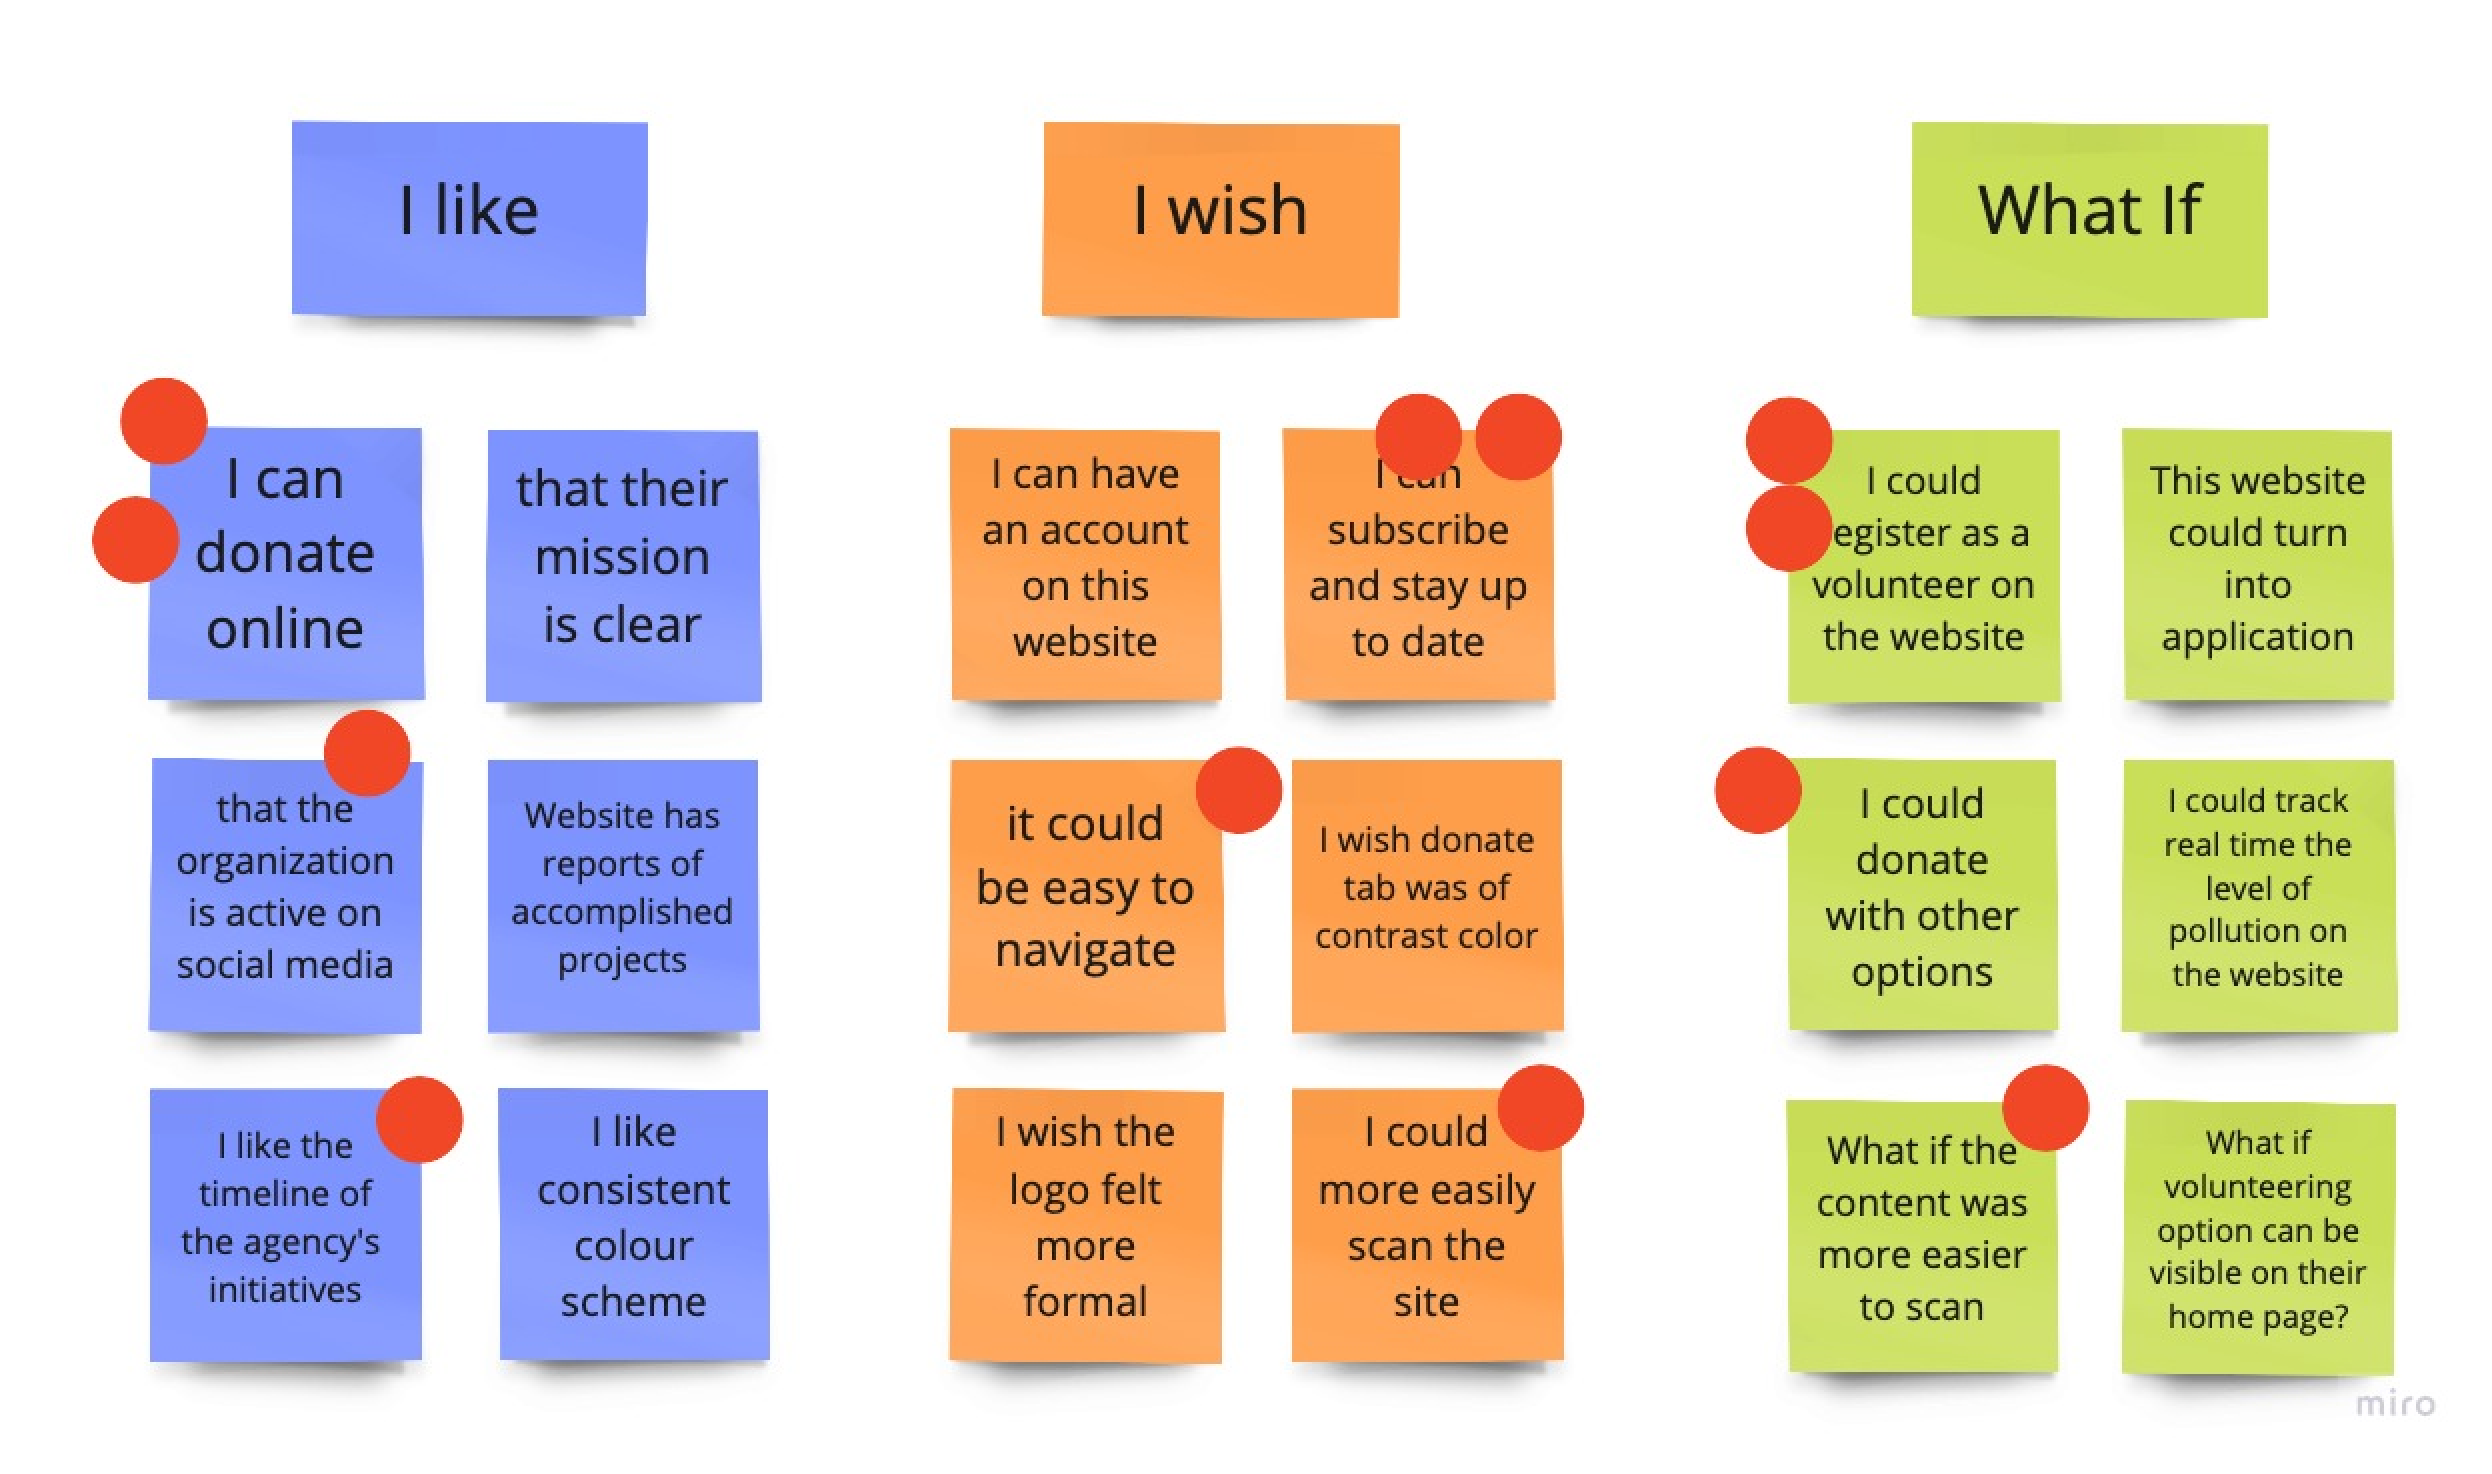 I like
I wish
What If
I can
donate
online
that their
mission
is clear
that the
organization
is active on
social media
Website has
reports of
accomplished
projects
I like the
timeline of
the agency's
initiatives
I like
consistent
colour
scheme
I can have
an account
on this
website
I can
subscribe
and stay up
to date
it could
be easy to
navigate
I wish donate
tab was of
contrast color
I wish the
logo felt
more
formal
I could
more easily
scan the
site
I could
egister as a
volunteer on
the website
This website
could turn
into
application
I could
donate
with other
options
I could track
real time the
level of
pollution on
the website
What if the
content was
more easier
to scan
What if
volunteering
option can be
visible on their
home page?
miro